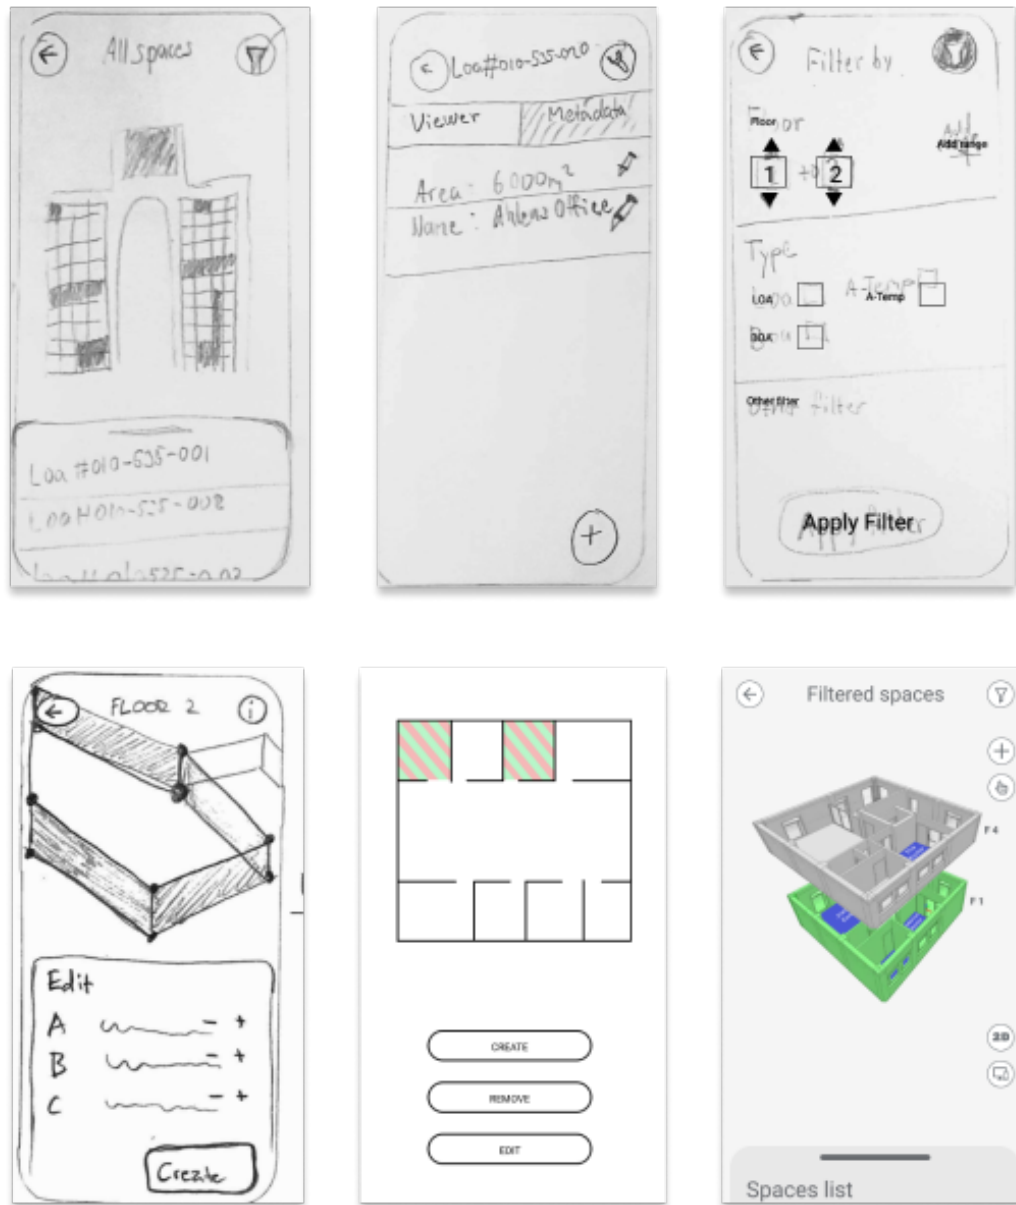 All spaces
Loa #010-535-001
Loa #010-535-002
Loa#010-535-020
Viewer Metadata
Area: 6000m²
Name: Ahlens Office
Filter by
Floor
Add range
1 to 2
Type
LOA A-Temp
BOA
Other filter
Apply Filter
FLOOR 2
i
Edit
A - +
B - +
C - +
Create
CREATE
REMOVE
EDIT
Filtered spaces
F4
F1
Spaces list